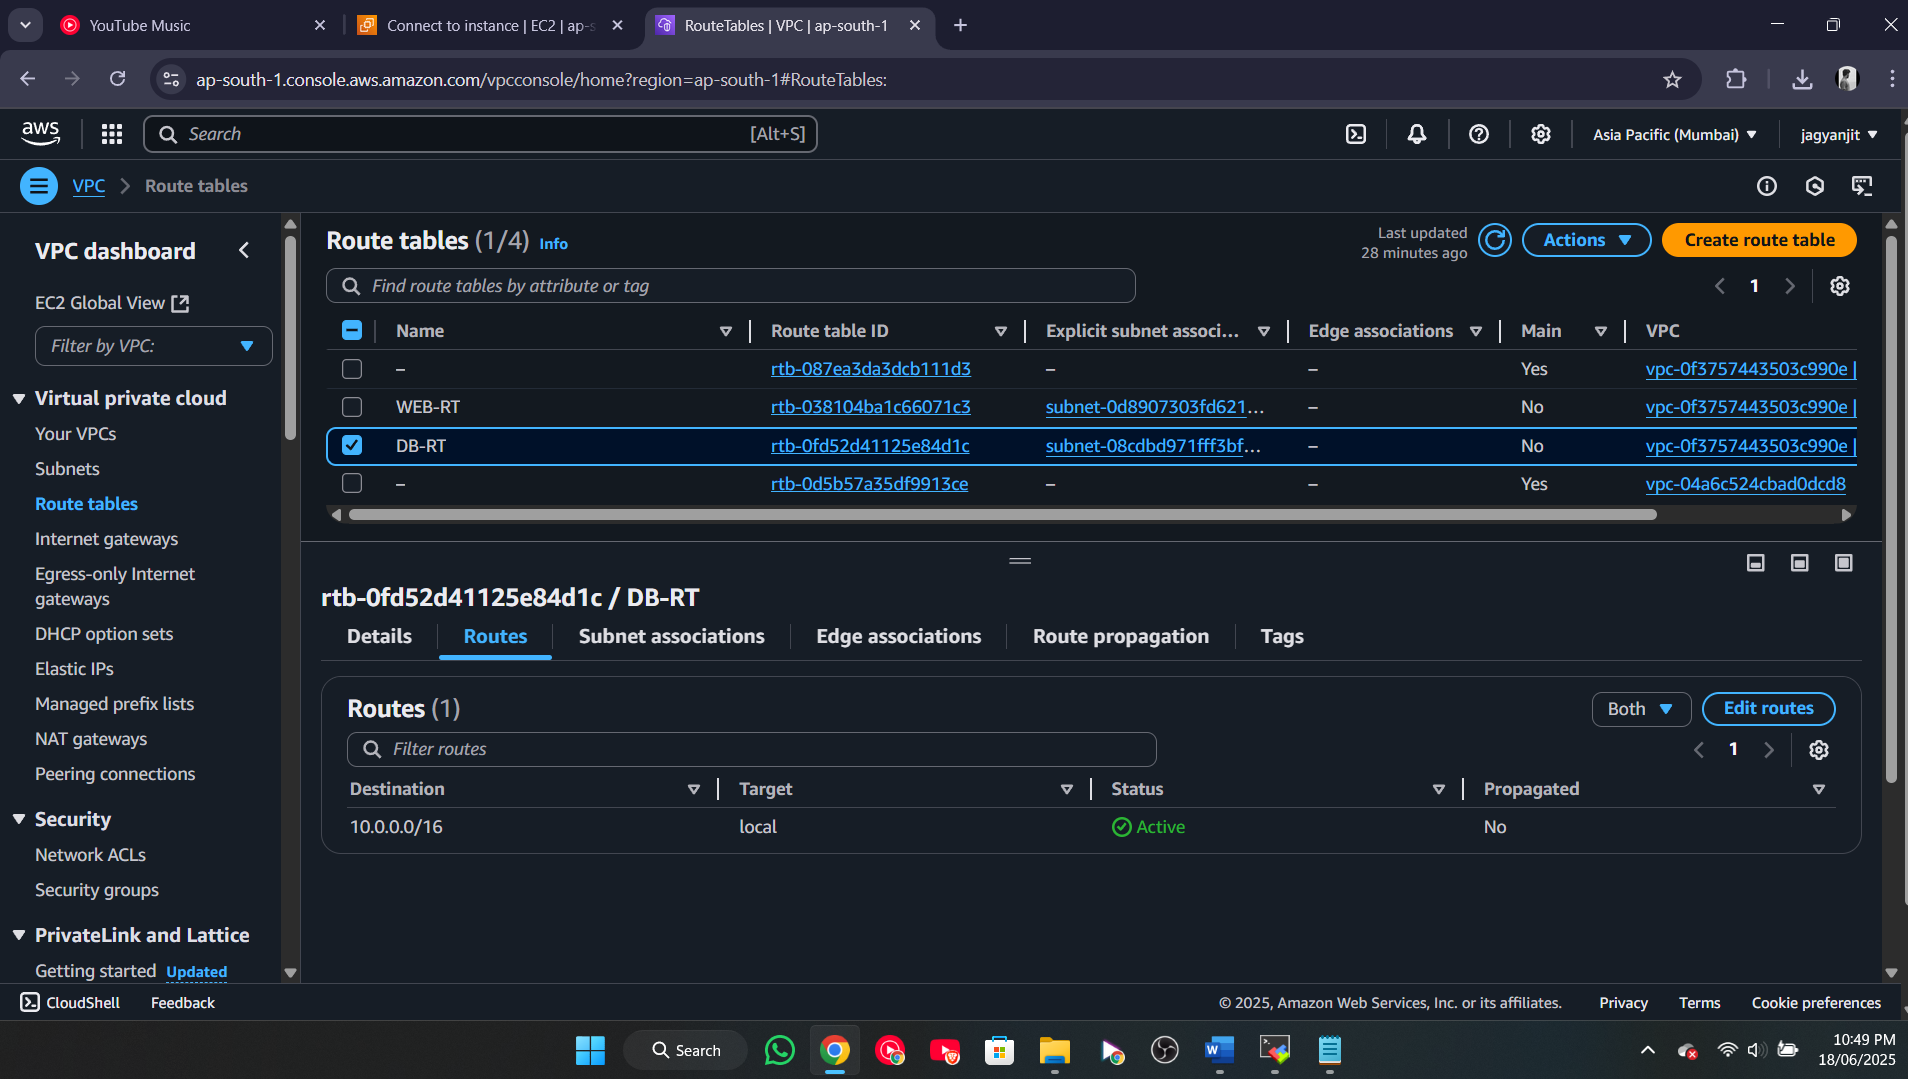 YouTube Music
Connect to instance | EC2 | ap-s
RouteTables | VPC | ap-south-1
ap-south-1.console.aws.amazon.com/vpcconsole/home?region=ap-south-1#RouteTables:
aws
Search
[Alt+S]
Asia Pacific (Mumbai)
jagyanjit
VPC
Route tables
VPC dashboard
EC2 Global View
Filter by VPC:
Virtual private cloud
Your VPCs
Subnets
Route tables
Internet gateways
Egress-only Internet
gateways
DHCP option sets
Elastic IPs
Managed prefix lists
NAT gateways
Peering connections
Security
Network ACLs
Security groups
PrivateLink and Lattice
Getting started Updated
Route tables (1/4) Info
Last updated
28 minutes ago
Actions
Create route table
Find route tables by attribute or tag
1
Name Route table ID Explicit subnet associ... Edge associations Main VPC
– rtb-087ea3da3dcb111d3 – – Yes vpc-0f3757443503c990e |
WEB-RT rtb-038104ba1c66071c3 subnet-0d8907303fd621... – No vpc-0f3757443503c990e |
DB-RT rtb-0fd52d41125e84d1c subnet-08cdbd971fff3bf... – No vpc-0f3757443503c990e |
– rtb-0d5b57a35df9913ce – – Yes vpc-04a6c524cbad0dcd8
rtb-0fd52d41125e84d1c / DB-RT
Details Routes Subnet associations Edge associations Route propagation Tags
Routes (1)
Both
Edit routes
Filter routes
1
Destination Target Status Propagated
10.0.0.0/16 local Active No
CloudShell Feedback
© 2025, Amazon Web Services, Inc. or its affiliates. Privacy Terms Cookie preferences
Search
10:49 PM
18/06/2025